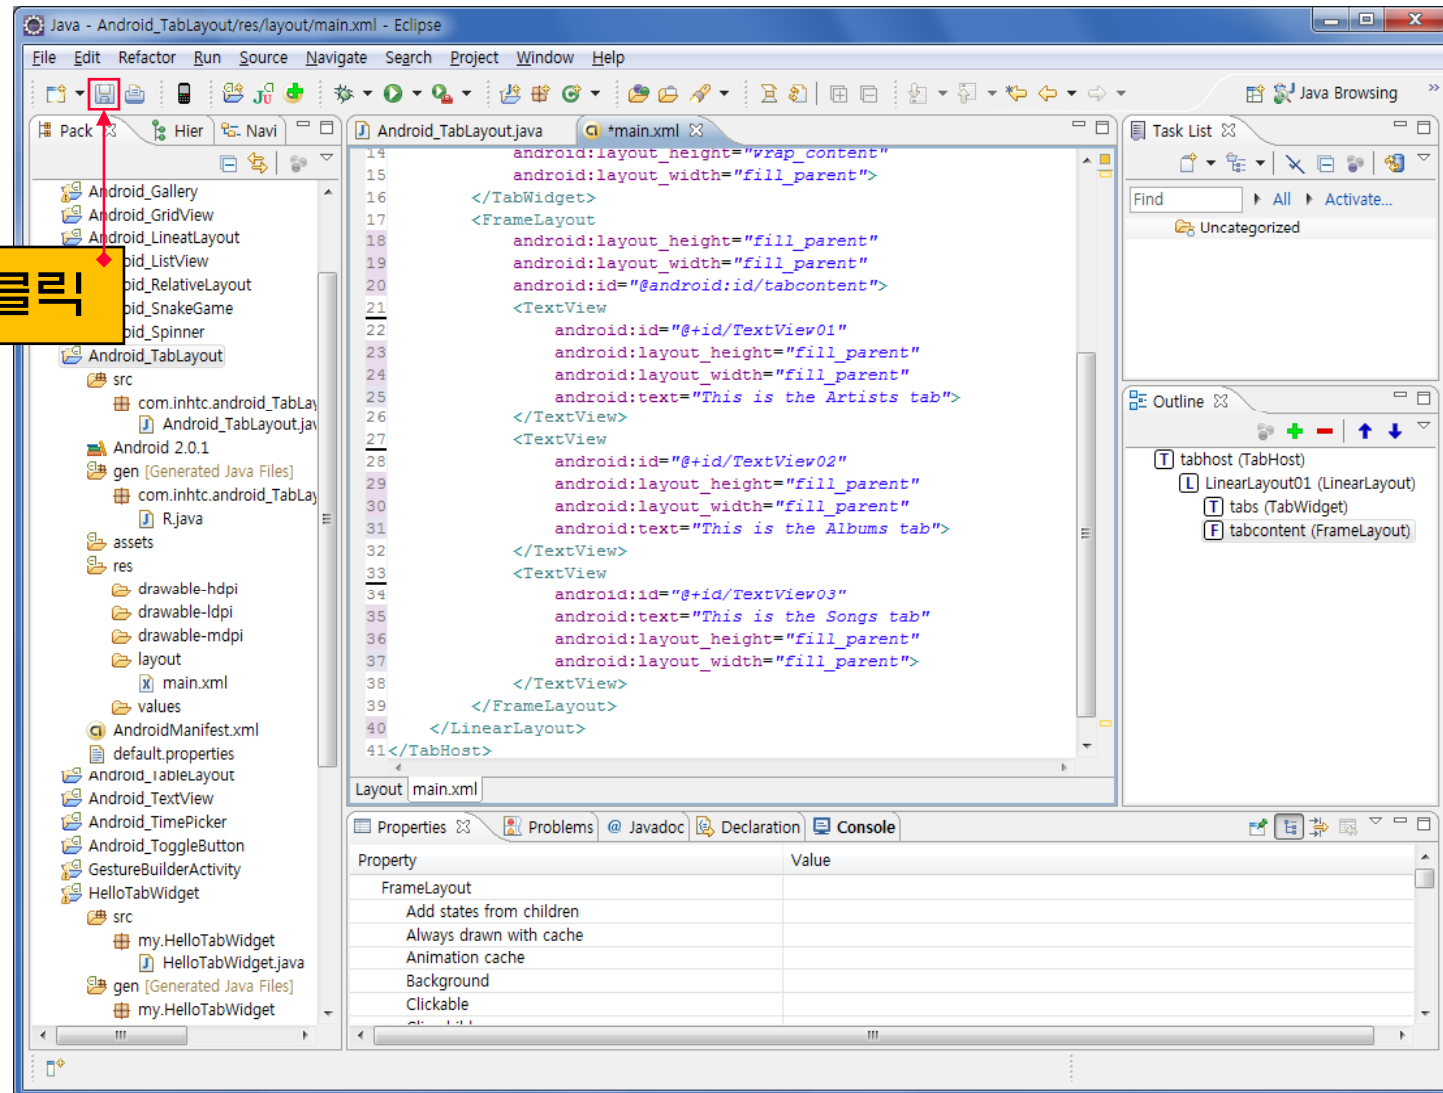 Java - Android_TabLayout/res/layout/main.xml - Eclipse
File Edit Refactor Run Source Navigate Search Project Window Help
Java Browsing
Pack
Hier
Navi
Android_Gallery
Android_GridView
Android_LineatLayout
oid_ListView
oid_RelativeLayout
oid_SnakeGame
oid_Spinner
클릭
Android_TabLayout
src
com.inhtc.android_TabLay
Android_TabLayout.jav
Android 2.0.1
gen [Generated Java Files]
com.inhtc.android_TabLay
R.java
assets
res
drawable-hdpi
drawable-ldpi
drawable-mdpi
layout
main.xml
values
AndroidManifest.xml
default.properties
Android_TableLayout
Android_TextView
Android_TimePicker
Android_ToggleButton
GestureBuilderActivity
HelloTabWidget
src
my.HelloTabWidget
HelloTabWidget.java
gen [Generated Java Files]
my.HelloTabWidget
Android_TabLayout.java
*main.xml
14 android:layout_height="wrap_content"
15 android:layout_width="fill_parent">
16 </TabWidget>
17 <FrameLayout
18 android:layout_height="fill_parent"
19 android:layout_width="fill_parent"
20 android:id="@android:id/tabcontent">
21 <TextView
22 android:id="@+id/TextView01"
23 android:layout_height="fill_parent"
24 android:layout_width="fill_parent"
25 android:text="This is the Artists tab">
26 </TextView>
27 <TextView
28 android:id="@+id/TextView02"
29 android:layout_height="fill_parent"
30 android:layout_width="fill_parent"
31 android:text="This is the Albums tab">
32 </TextView>
33 <TextView
34 android:id="@+id/TextView03"
35 android:text="This is the Songs tab"
36 android:layout_height="fill_parent"
37 android:layout_width="fill_parent">
38 </TextView>
39 </FrameLayout>
40 </LinearLayout>
41</TabHost>
Layout main.xml
Task List
Find
All
Activate...
Uncategorized
Outline
tabhost (TabHost)
LinearLayout01 (LinearLayout)
tabs (TabWidget)
tabcontent (FrameLayout)
Properties
Problems
@ Javadoc
Declaration
Console
Property Value
FrameLayout
Add states from children
Always drawn with cache
Animation cache
Background
Clickable